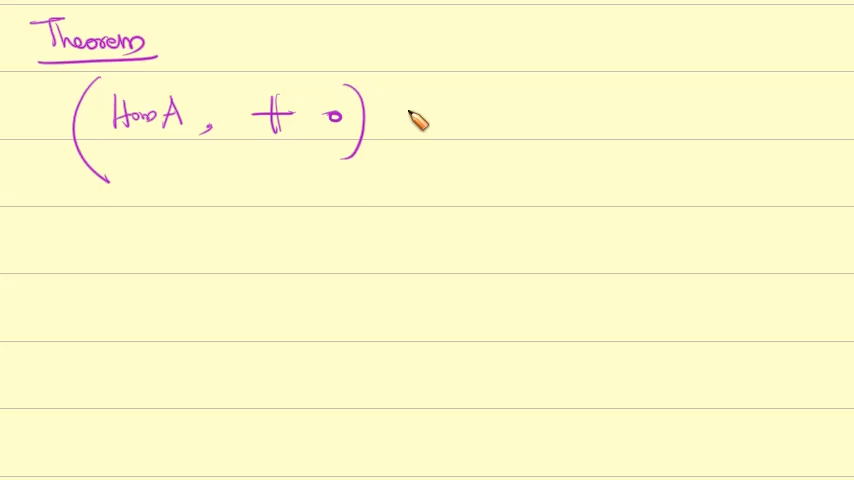 Theorem
( Hom A, + ∘ )